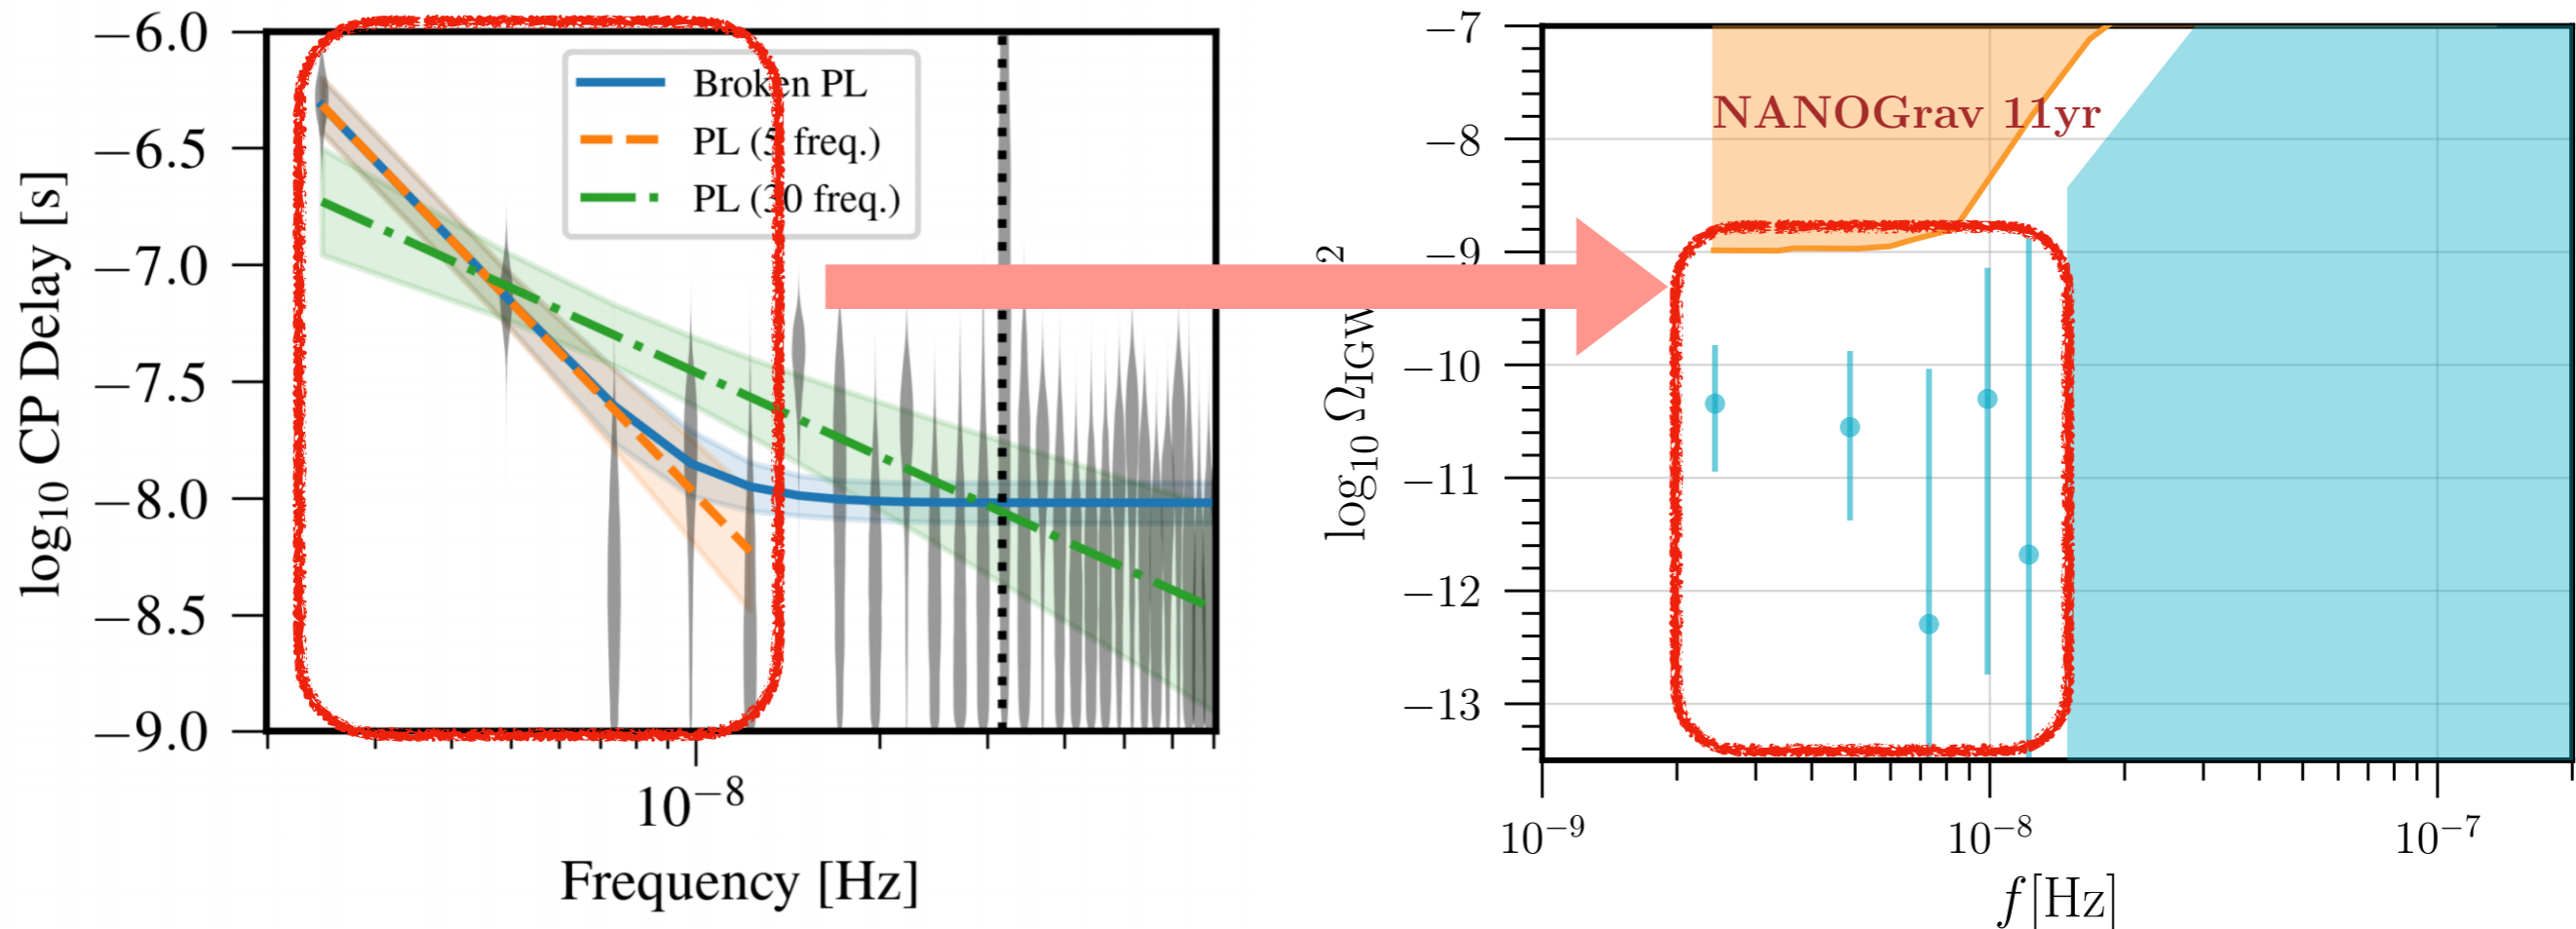 −6.0
−6.5
−7.0
−7.5
−8.0
−8.5
−9.0
log₁₀ CP Delay [s]
Broken PL
PL (5 freq.)
PL (30 freq.)
10⁻⁸
Frequency [Hz]
−7
−8
−9
−10
−11
−12
−13
log₁₀ Ω_IGW ²
NANOGrav 11yr
10⁻⁹
10⁻⁸
10⁻⁷
f[Hz]